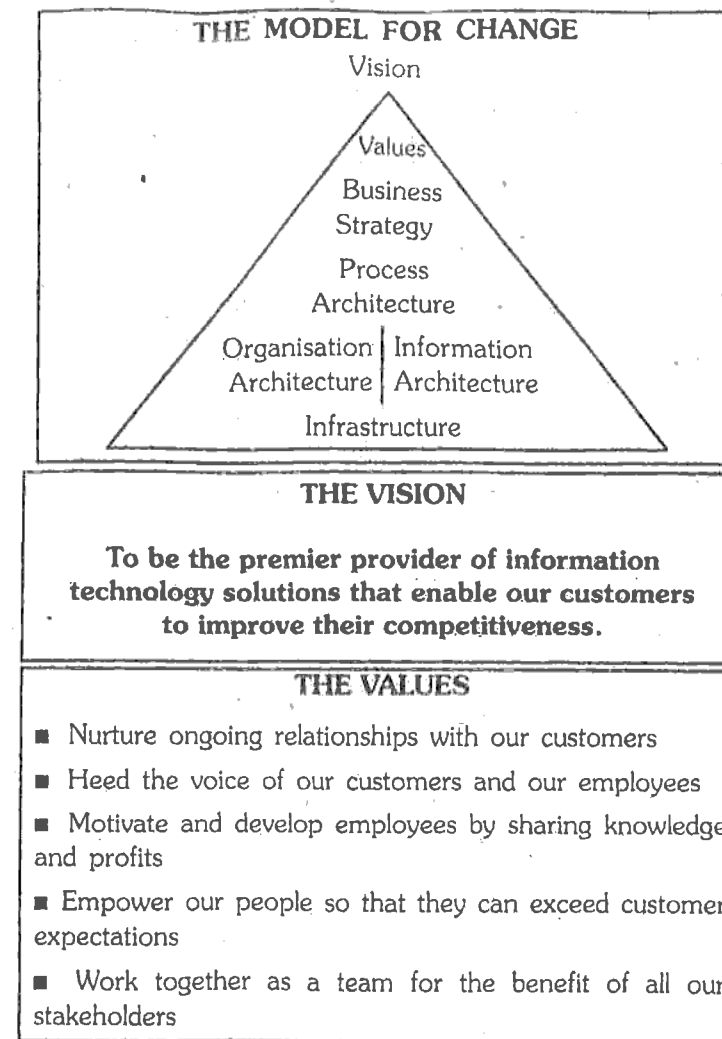 THE MODEL FOR CHANGE
Vision
Values
Business
Strategy
Process
Architecture
Organisation | Information
Architecture | Architecture
Infrastructure
THE VISION
To be the premier provider of information
technology solutions that enable our customers
to improve their competitiveness.
THE VALUES
■ Nurture ongoing relationships with our customers
■ Heed the voice of our customers and our employees
■ Motivate and develop employees by sharing knowledge
and profits
■ Empower our people so that they can exceed customer
expectations
■ Work together as a team for the benefit of all our
stakeholders